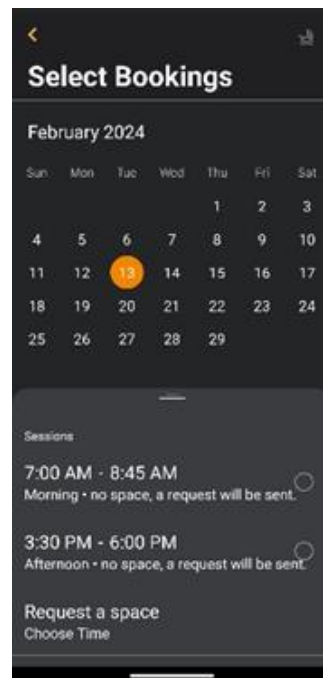 Select Bookings
February 2024
Sun Mon Tue Wed Thu Fri Sat
1 2 3
4 5 6 7 8 9 10
11 12 13 14 15 16 17
18 19 20 21 22 23 24
25 26 27 28 29
Sessions
7:00 AM - 8:45 AM
Morning • no space, a request will be sent.
3:30 PM - 6:00 PM
Afternoon • no space, a request will be sent.
Request a space
Choose Time